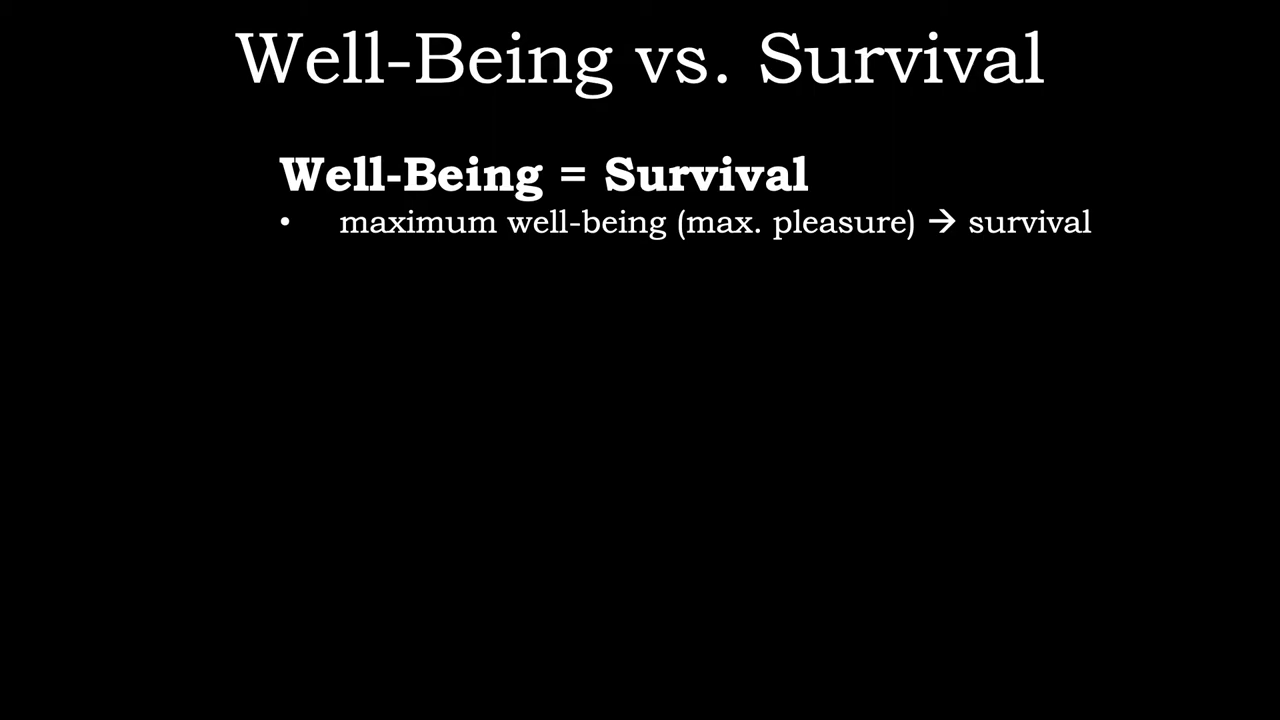 Well-Being vs. Survival
Well-Being = Survival
• maximum well-being (max. pleasure) → survival